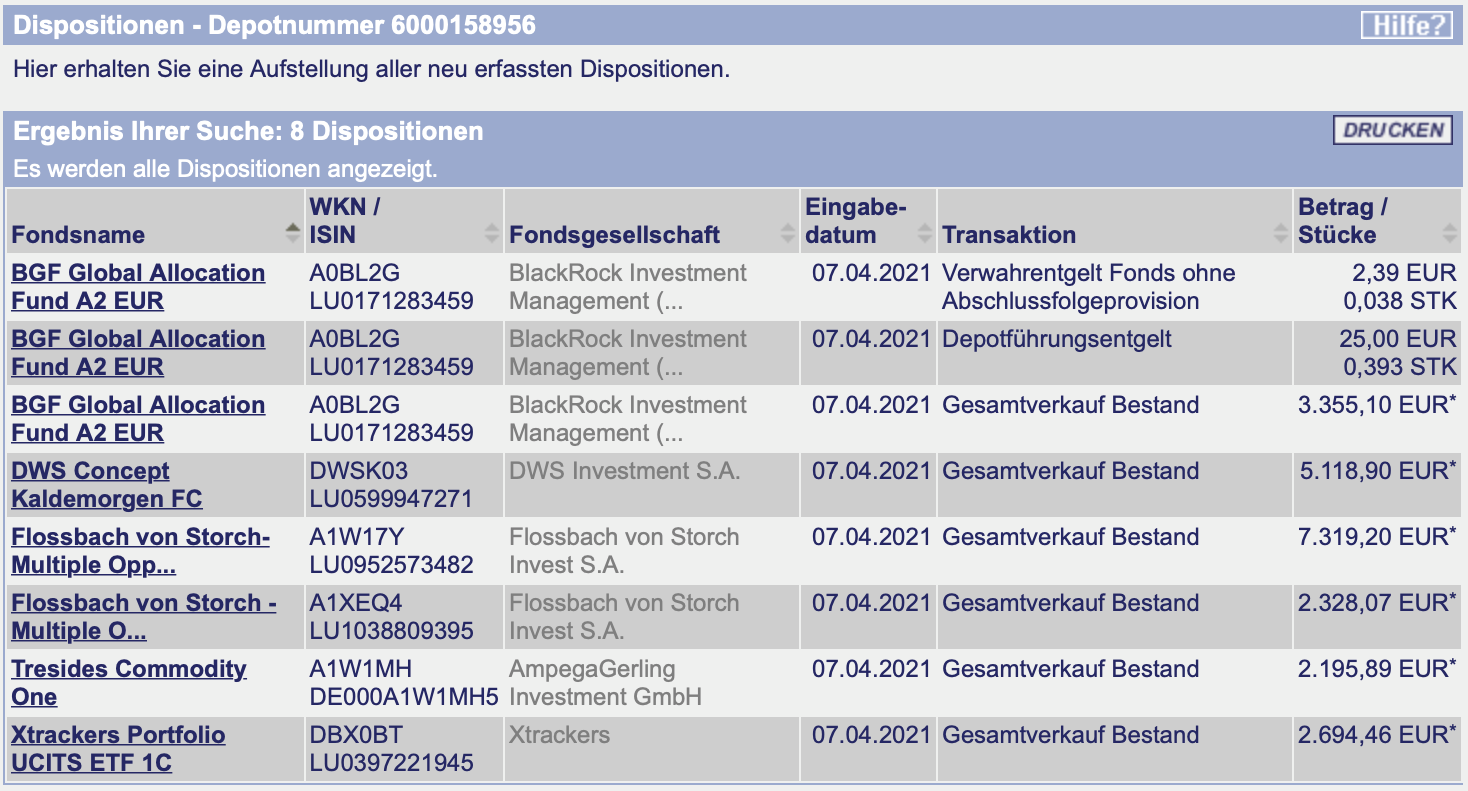 Dispositionen - Depotnummer 6000158956
Hilfe?
Hier erhalten Sie eine Aufstellung aller neu erfassten Dispositionen.
Ergebnis Ihrer Suche: 8 Dispositionen
DRUCKEN
Es werden alle Dispositionen angezeigt.
Fondsname
WKN /
ISIN
Fondsgesellschaft
Eingabe-
datum
Transaktion
Betrag /
Stücke
BGF Global Allocation
Fund A2 EUR
A0BL2G
LU0171283459
BlackRock Investment
Management (...
07.04.2021
Verwahrentgelt Fonds ohne
Abschlussfolgeprovision
2,39 EUR
0,038 STK
BGF Global Allocation
Fund A2 EUR
A0BL2G
LU0171283459
BlackRock Investment
Management (...
07.04.2021
Depotführungsentgelt
25,00 EUR
0,393 STK
BGF Global Allocation
Fund A2 EUR
A0BL2G
LU0171283459
BlackRock Investment
Management (...
07.04.2021
Gesamtverkauf Bestand
3.355,10 EUR*
DWS Concept
Kaldemorgen FC
DWSK03
LU0599947271
DWS Investment S.A.
07.04.2021
Gesamtverkauf Bestand
5.118,90 EUR*
Flossbach von Storch-
Multiple Opp...
A1W17Y
LU0952573482
Flossbach von Storch
Invest S.A.
07.04.2021
Gesamtverkauf Bestand
7.319,20 EUR*
Flossbach von Storch -
Multiple O...
A1XEQ4
LU1038809395
Flossbach von Storch
Invest S.A.
07.04.2021
Gesamtverkauf Bestand
2.328,07 EUR*
Tresides Commodity
One
A1W1MH
DE000A1W1MH5
AmpegaGerling
Investment GmbH
07.04.2021
Gesamtverkauf Bestand
2.195,89 EUR*
Xtrackers Portfolio
UCITS ETF 1C
DBX0BT
LU0397221945
Xtrackers
07.04.2021
Gesamtverkauf Bestand
2.694,46 EUR*